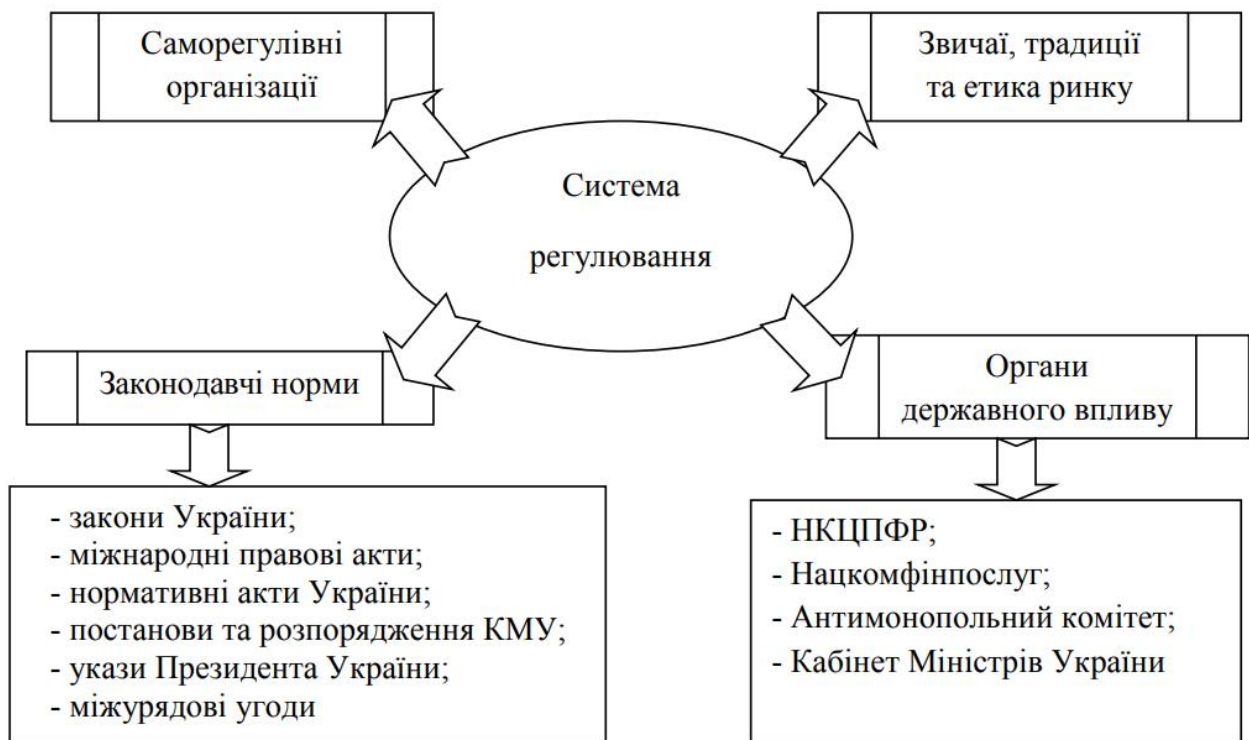 Саморегулівні
організації
Звичаї, традиції
та етика ринку
Система
регулювання
Законодавчі норми
Органи
державного впливу
- закони України;
- міжнародні правові акти;
- нормативні акти України;
- постанови та розпорядження КМУ;
- укази Президента України;
- міжурядові угоди
- НКЦПФР;
- Нацкомфінпослуг;
- Антимонопольний комітет;
- Кабінет Міністрів України